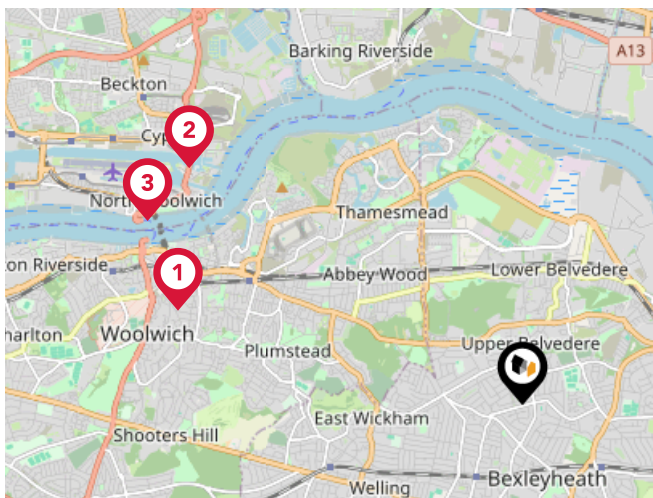 Barking Riverside
A13
Beckton
2
Cyp
3
North Woolwich
Thamesmead
1
on Riverside
Abbey Wood
Lower Belvedere
harlton
Woolwich
Plumstead
Upper Belvedere
East Wickham
Shooters Hill
Bexleyheath
Welling